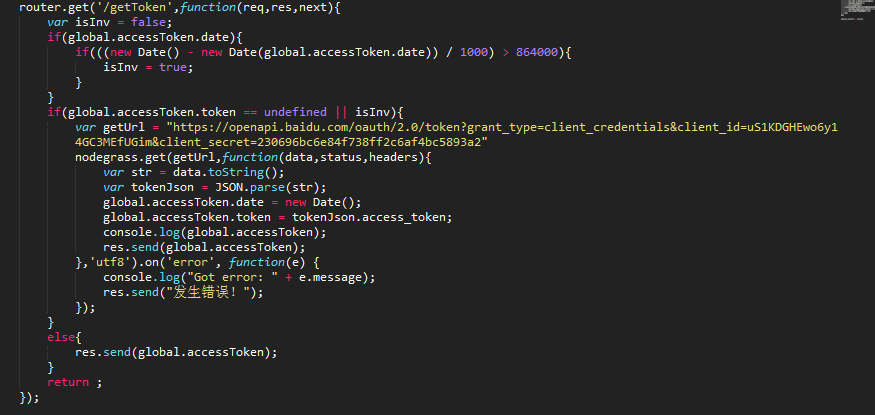 router.get('/getToken',function(req,res,next){
    var isInv = false;
    if(global.accessToken.date){
        if(((new Date() - new Date(global.accessToken.date)) / 1000) > 864000){
            isInv = true;
        }
    }
    if(global.accessToken.token == undefined || isInv){
        var getUrl = "https://openapi.baidu.com/oauth/2.0/token?grant_type=client_credentials&client_id=uS1KDGHEwo6y1
        4GC3MEfUGim&client_secret=230696bc6e84f738ff2c6af4bc5893a2"
        nodegrass.get(getUrl,function(data,status,headers){
            var str = data.toString();
            var tokenJson = JSON.parse(str);
            global.accessToken.date = new Date();
            global.accessToken.token = tokenJson.access_token;
            console.log(global.accessToken);
            res.send(global.accessToken);
        },'utf8').on('error', function(e) {
            console.log("Got error: " + e.message);
            res.send("发生错误！");
        });
    }
    else{
        res.send(global.accessToken);
    }
    return ;
});